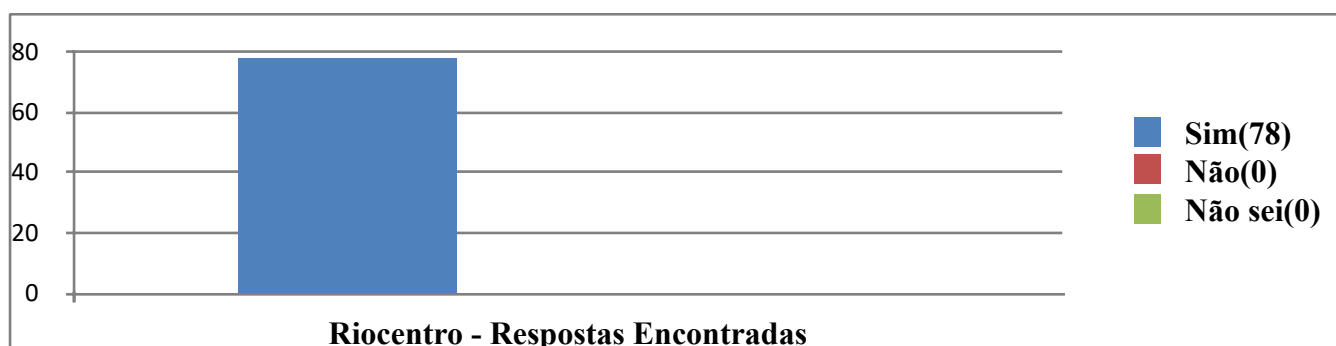 80
60
40
20
0
Sim(78)
Não(0)
Não sei(0)
Riocentro - Respostas Encontradas